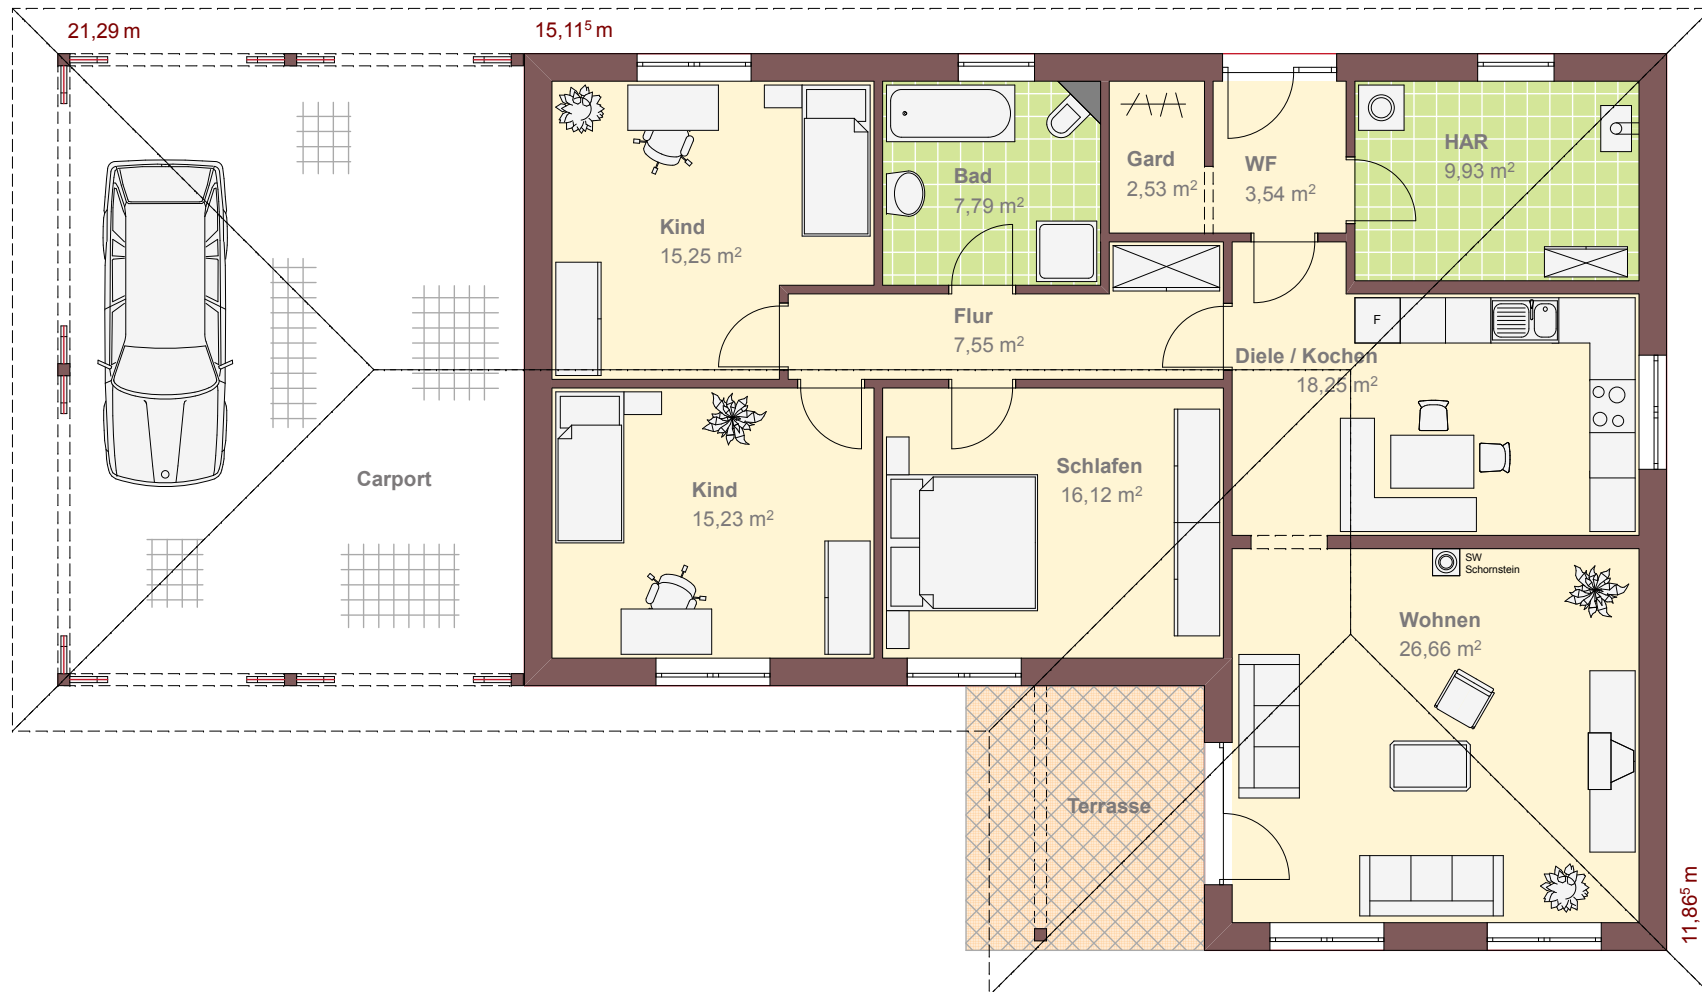 21,29 m
15,11⁵ m
Kind
15,25 m²
Bad
7,79 m²
Gard
2,53 m²
WF
3,54 m²
HAR
9,93 m²
Flur
7,55 m²
F
Diele / Kochen
18,25 m²
Carport
Kind
15,23 m²
Schlafen
16,12 m²
SW
Schornstein
Wohnen
26,66 m²
Terrasse
11,86⁵ m